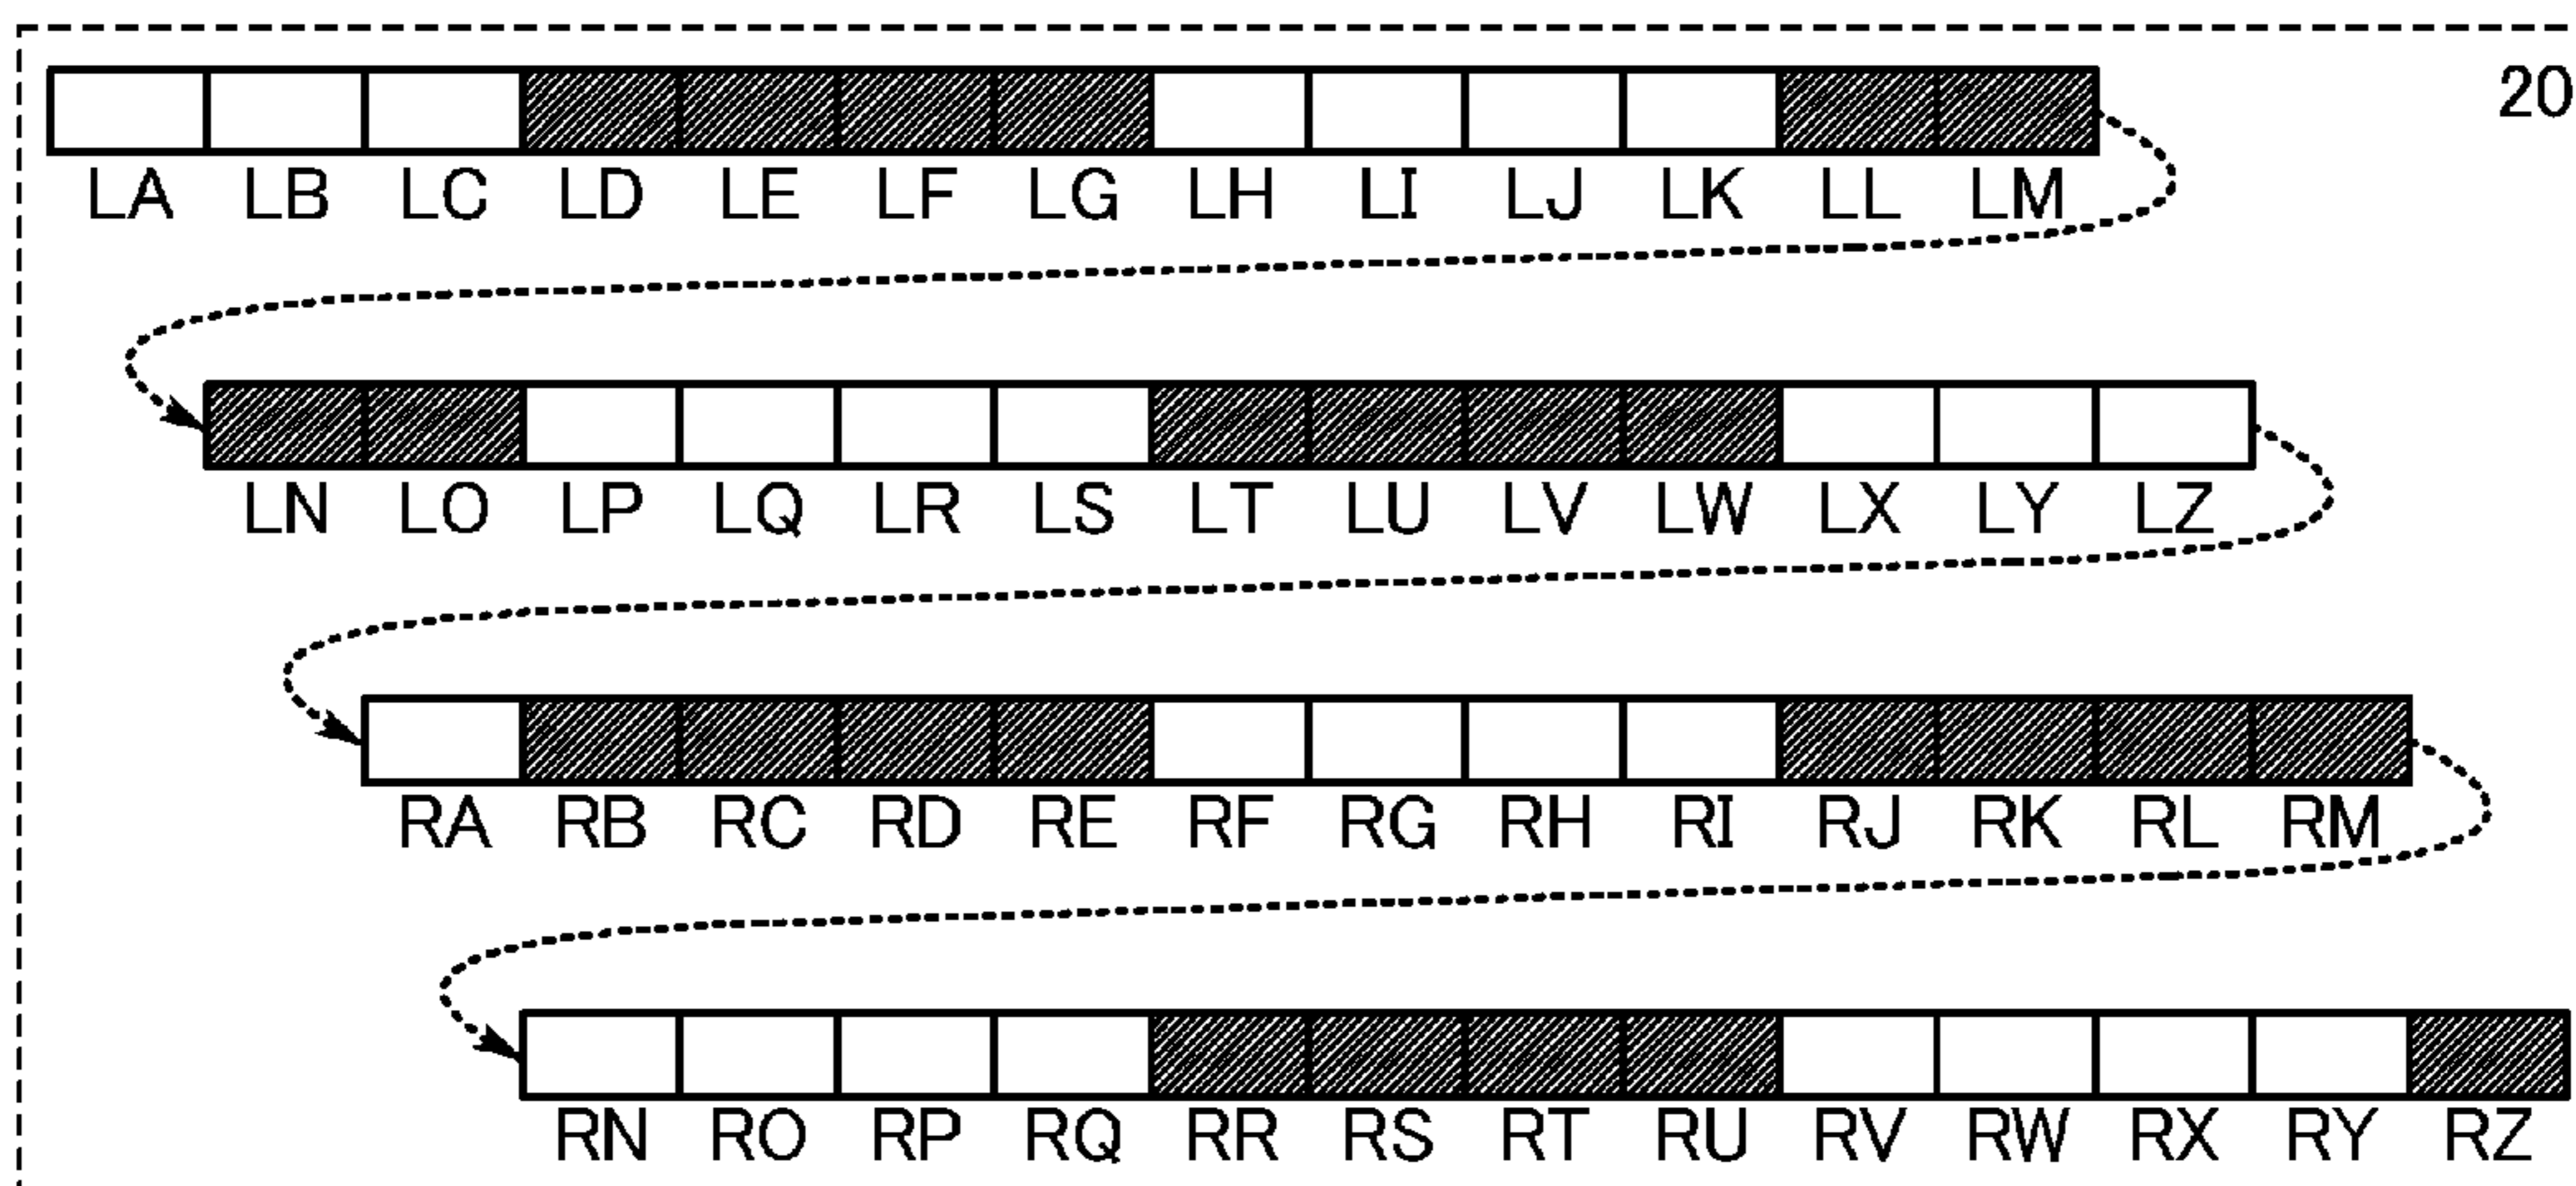 20
LA LB LC LD LE LF LG LH LI LJ LK LL LM
LN LO LP LQ LR LS LT LU LV LW LX LY LZ
RA RB RC RD RE RF RG RH RI RJ RK RL RM
RN RO RP RQ RR RS RT RU RV RW RX RY RZ